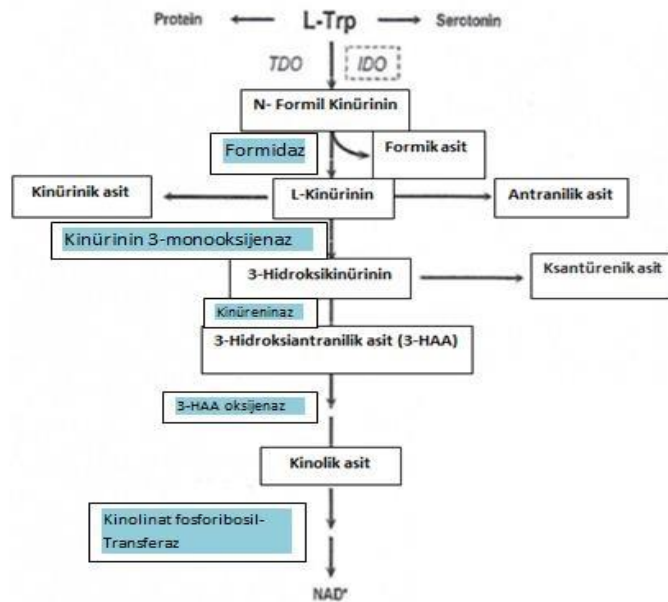 Protein
L-Trp
Serotonin
TDO
IDO
N- Formil Kinürinin
Formidaz
Formik asit
Kinürinik asit
L-Kinürinin
Antranilik asit
Kinürinin 3-monooksijenaz
3-Hidroksikinürinin
Ksantürenik asit
Kinüreninaz
3-Hidroksiantranilik asit (3-HAA)
3-HAA oksijenaz
Kinolik asit
Kinolinat fosforibosil-
Transferaz
NAD⁺